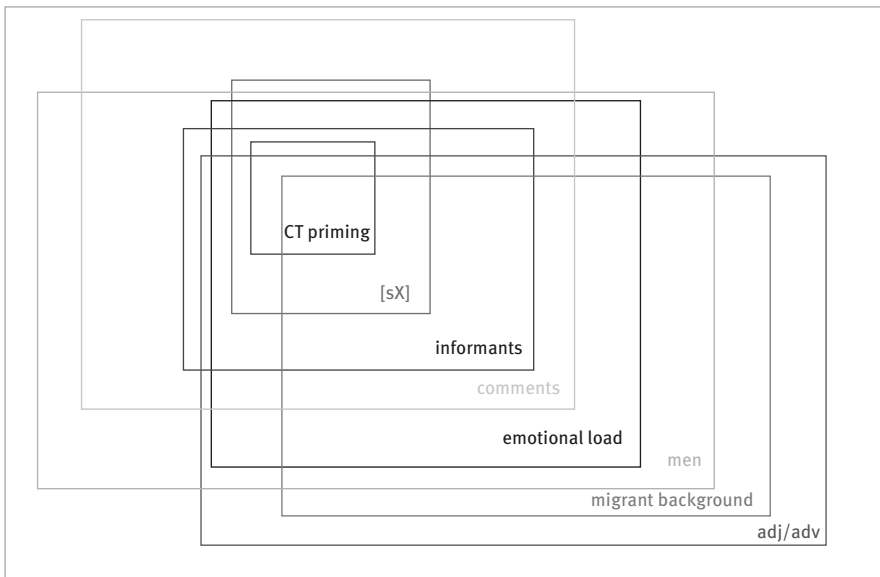 CT priming
[sX]
informants
comments
emotional load
men
migrant background
adj/adv